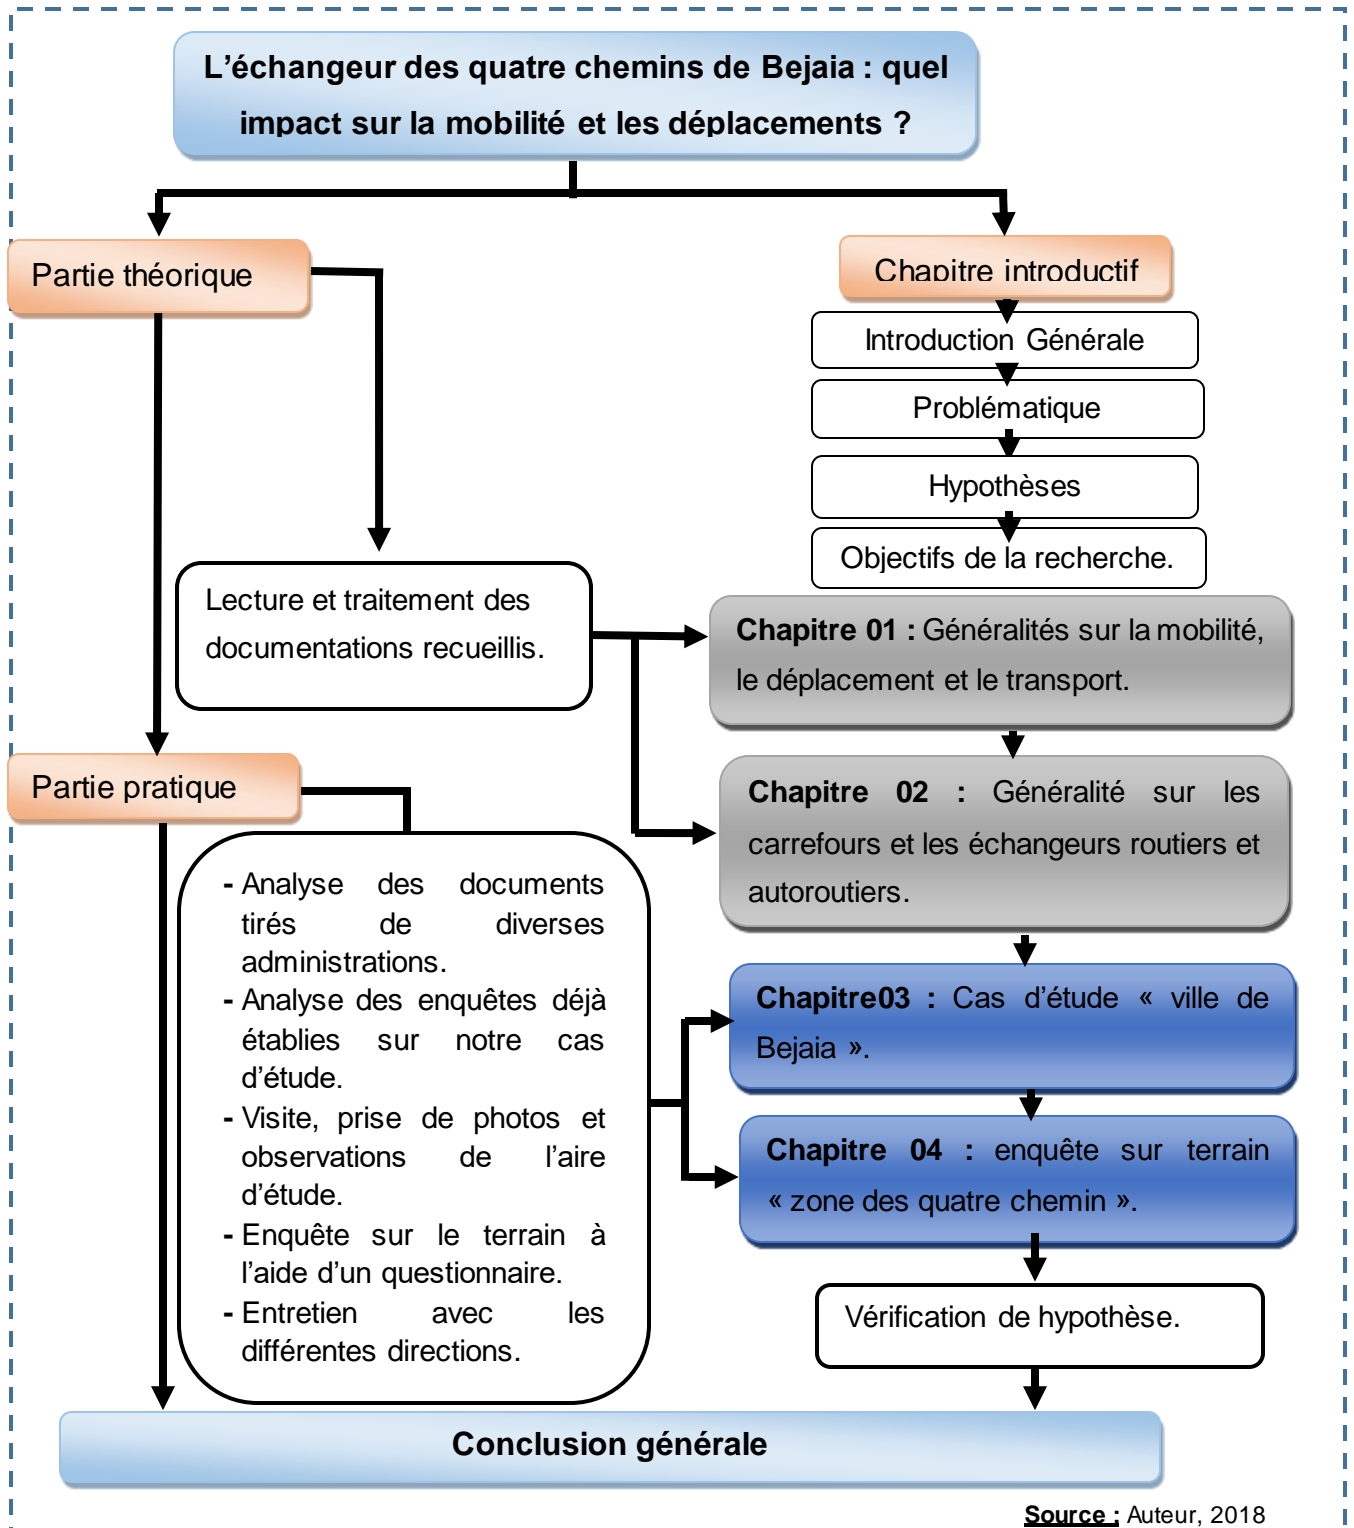 L'échangeur des quatre chemins de Bejaia : quel
impact sur la mobilité et les déplacements ?
Partie théorique
Chapitre introductif
Introduction Générale
Problématique
Hypothèses
Objectifs de la recherche.
Lecture et traitement des
documentations recueillis.
Chapitre 01 : Généralités sur la mobilité,
le déplacement et le transport.
Partie pratique
Chapitre 02 : Généralité sur les
carrefours et les échangeurs routiers et
autoroutiers.
- Analyse des documents
tirés de diverses
administrations.
- Analyse des enquêtes déjà
établies sur notre cas
d'étude.
- Visite, prise de photos et
observations de l'aire
d'étude.
- Enquête sur le terrain à
l'aide d'un questionnaire.
- Entretien avec les
différentes directions.
Chapitre03 : Cas d'étude « ville de
Bejaia ».
Chapitre 04 : enquête sur terrain
« zone des quatre chemin ».
Vérification de hypothèse.
Conclusion générale
Source : Auteur, 2018